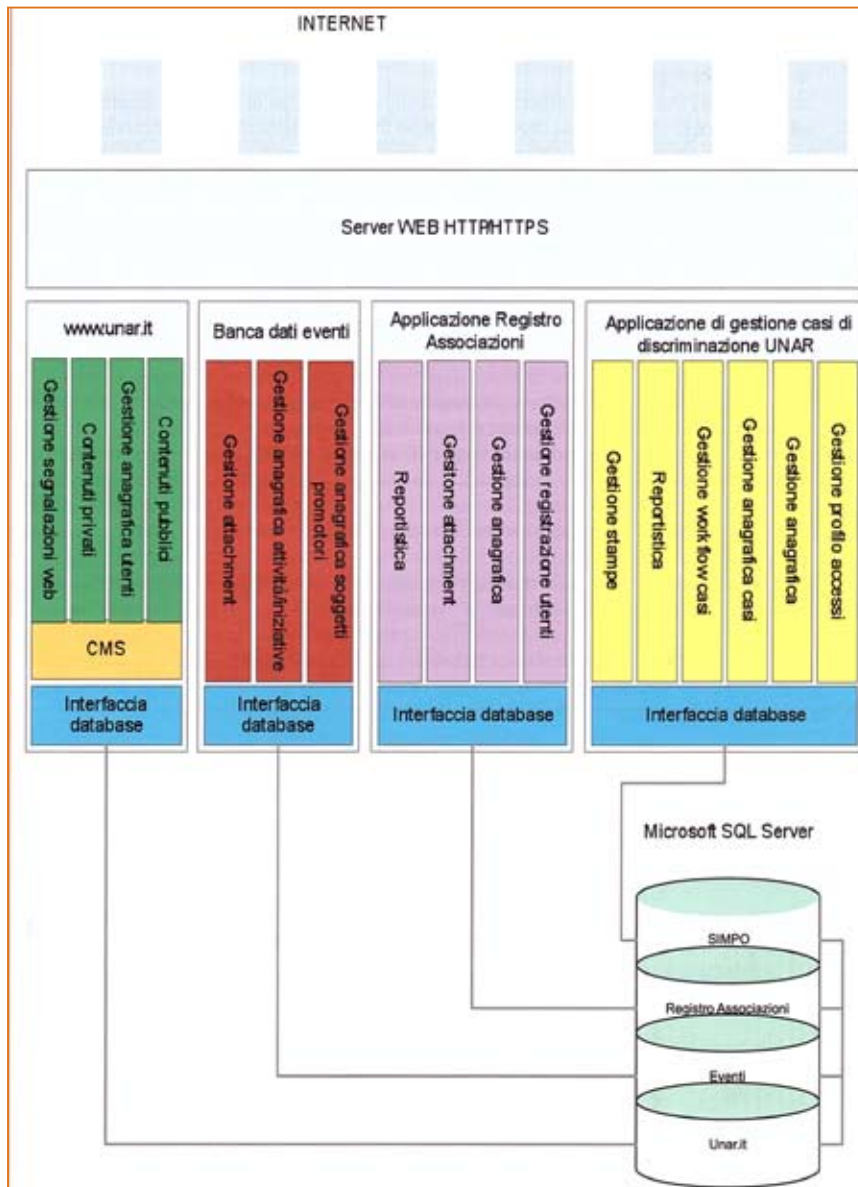 INTERNET
Server WEB HTTP/HTTPS
www.unar.it
Gestione segnalazioni web
Contenuti privati
Gestione anagrafica utenti
Contenuti pubblici
CMS
Interfaccia
database
Banca dati eventi
Gesitone attachment
Gestione anagrafica attività/iniziative
Gestione anagrafica soggetti
promotori
Interfaccia
database
Applicazione Registro
Associazioni
Reportistica
Gesitone attachment
Gestione anagrafica
Gestione registrazione utenti
Interfaccia database
Applicazione di gestione casi di
discriminazione UNAR
Gestione stampe
Reportistica
Gestione workflow casi
Gestione anagrafica casi
Gestione anagrafica
Gestione profilo accessi
Interfaccia database
Microsoft SQL Server
SIMPO
Registro Associazioni
Eventi
Unar.it